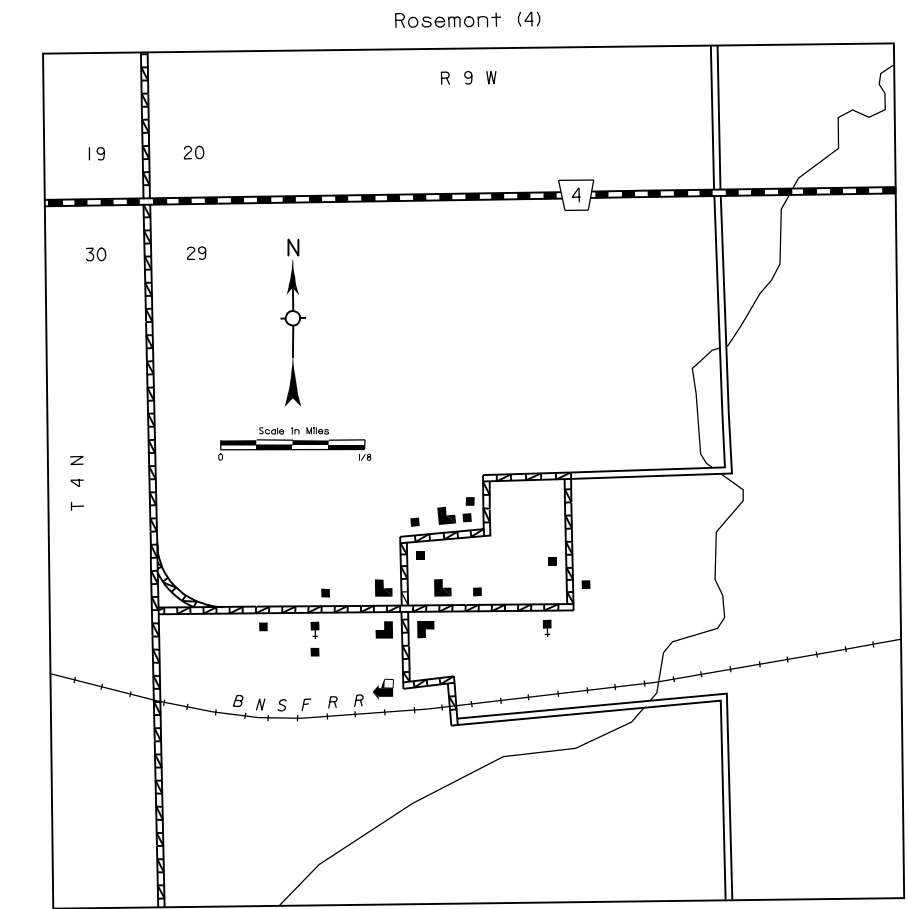 Rosemont (4)
R 9 W
19 20
4
30 29
N
Scale in Miles
0 1/8
T 4 N
B N S F R R